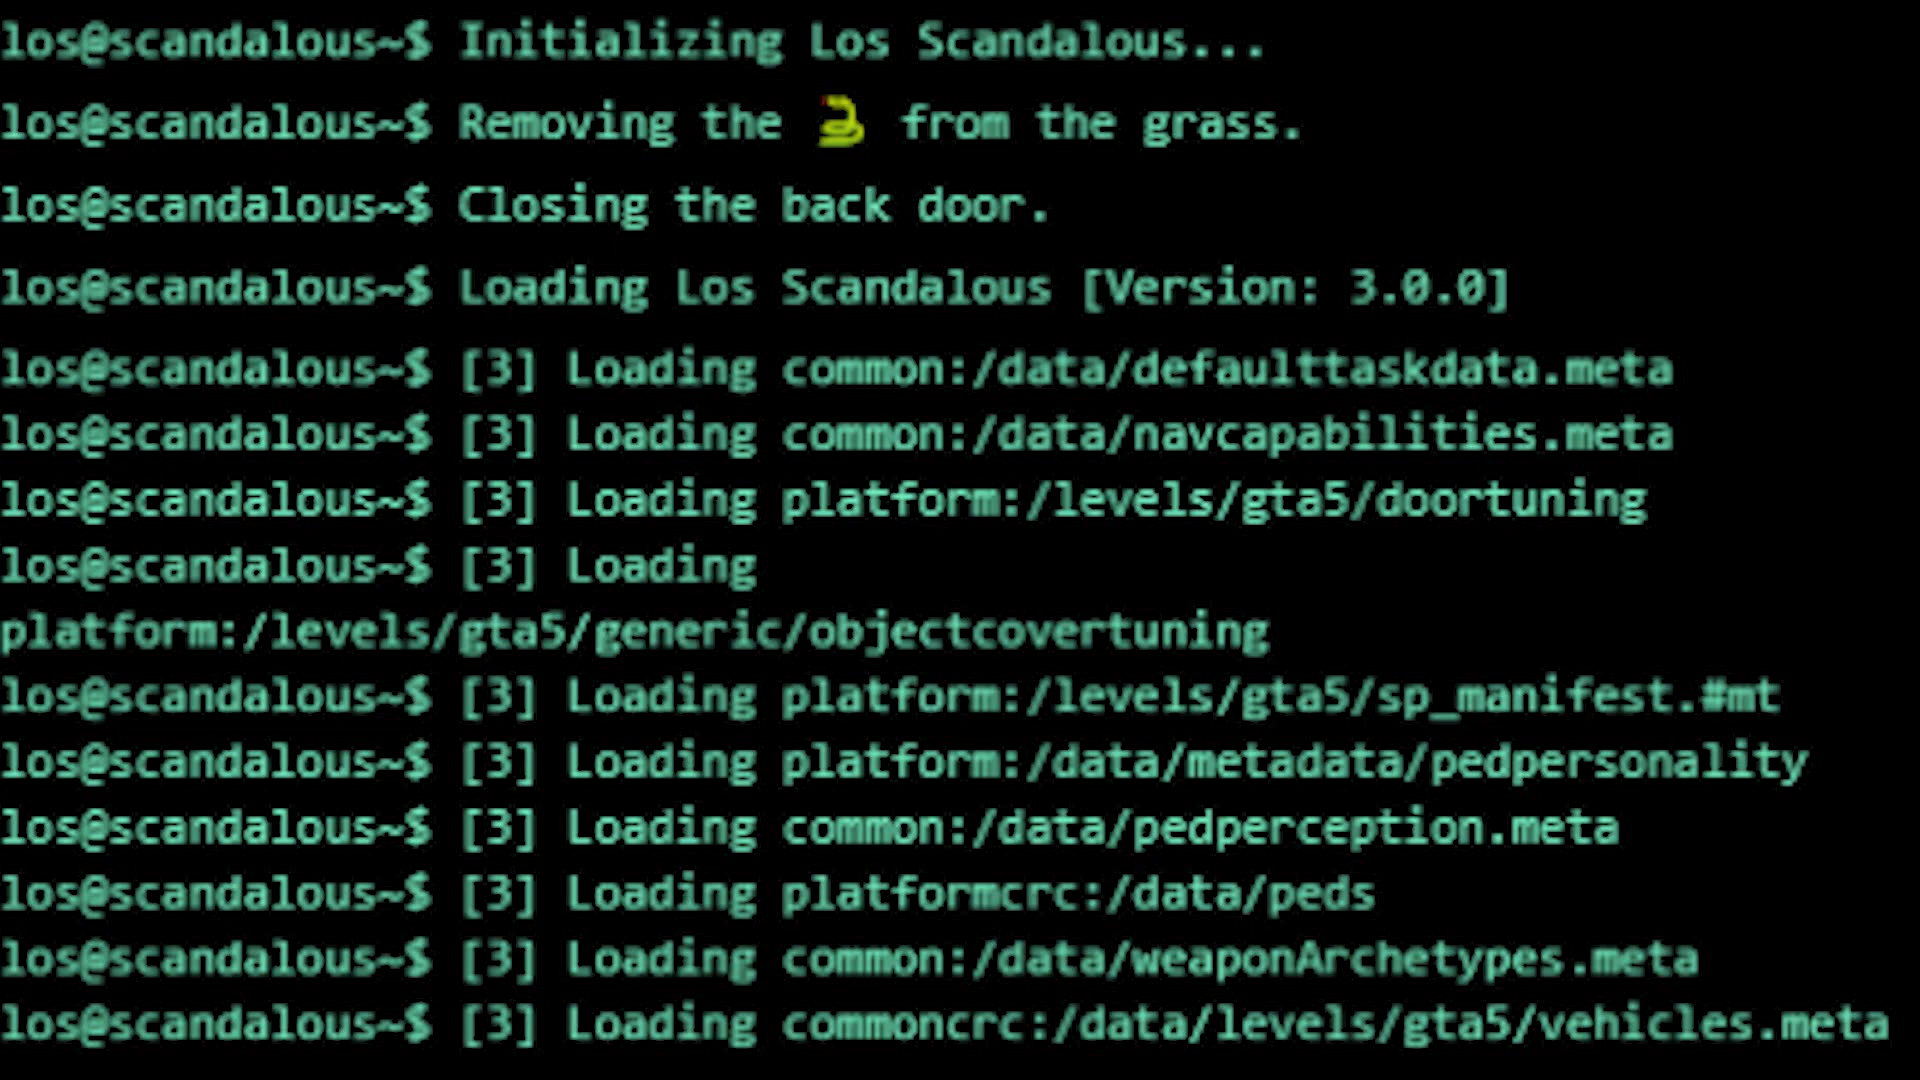 los@scandalous~$ Initializing Los Scandalous...
los@scandalous~$ Removing the 🐍 from the grass.
los@scandalous~$ Closing the back door.
los@scandalous~$ Loading Los Scandalous [Version: 3.0.0]
los@scandalous~$ [3] Loading common:/data/defaulttaskdata.meta
los@scandalous~$ [3] Loading common:/data/navcapabilities.meta
los@scandalous~$ [3] Loading platform:/levels/gta5/doortuning
los@scandalous~$ [3] Loading
platform:/levels/gta5/generic/objectcovertuning
los@scandalous~$ [3] Loading platform:/levels/gta5/sp_manifest.#mt
los@scandalous~$ [3] Loading platform:/data/metadata/pedpersonality
los@scandalous~$ [3] Loading common:/data/pedperception.meta
los@scandalous~$ [3] Loading platformcrc:/data/peds
los@scandalous~$ [3] Loading common:/data/weaponArchetypes.meta
los@scandalous~$ [3] Loading commoncrc:/data/levels/gta5/vehicles.meta